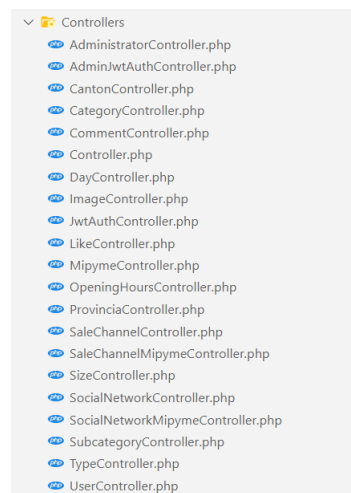 Controllers
AdministratorController.php
AdminJwtAuthController.php
CantonController.php
CategoryController.php
CommentController.php
Controller.php
DayController.php
ImageController.php
JwtAuthController.php
LikeController.php
MipymeController.php
OpeningHoursController.php
ProvinciaController.php
SaleChannelController.php
SaleChannelMipymeController.php
SizeController.php
SocialNetworkController.php
SocialNetworkMipymeController.php
SubcategoryController.php
TypeController.php
UserController.php